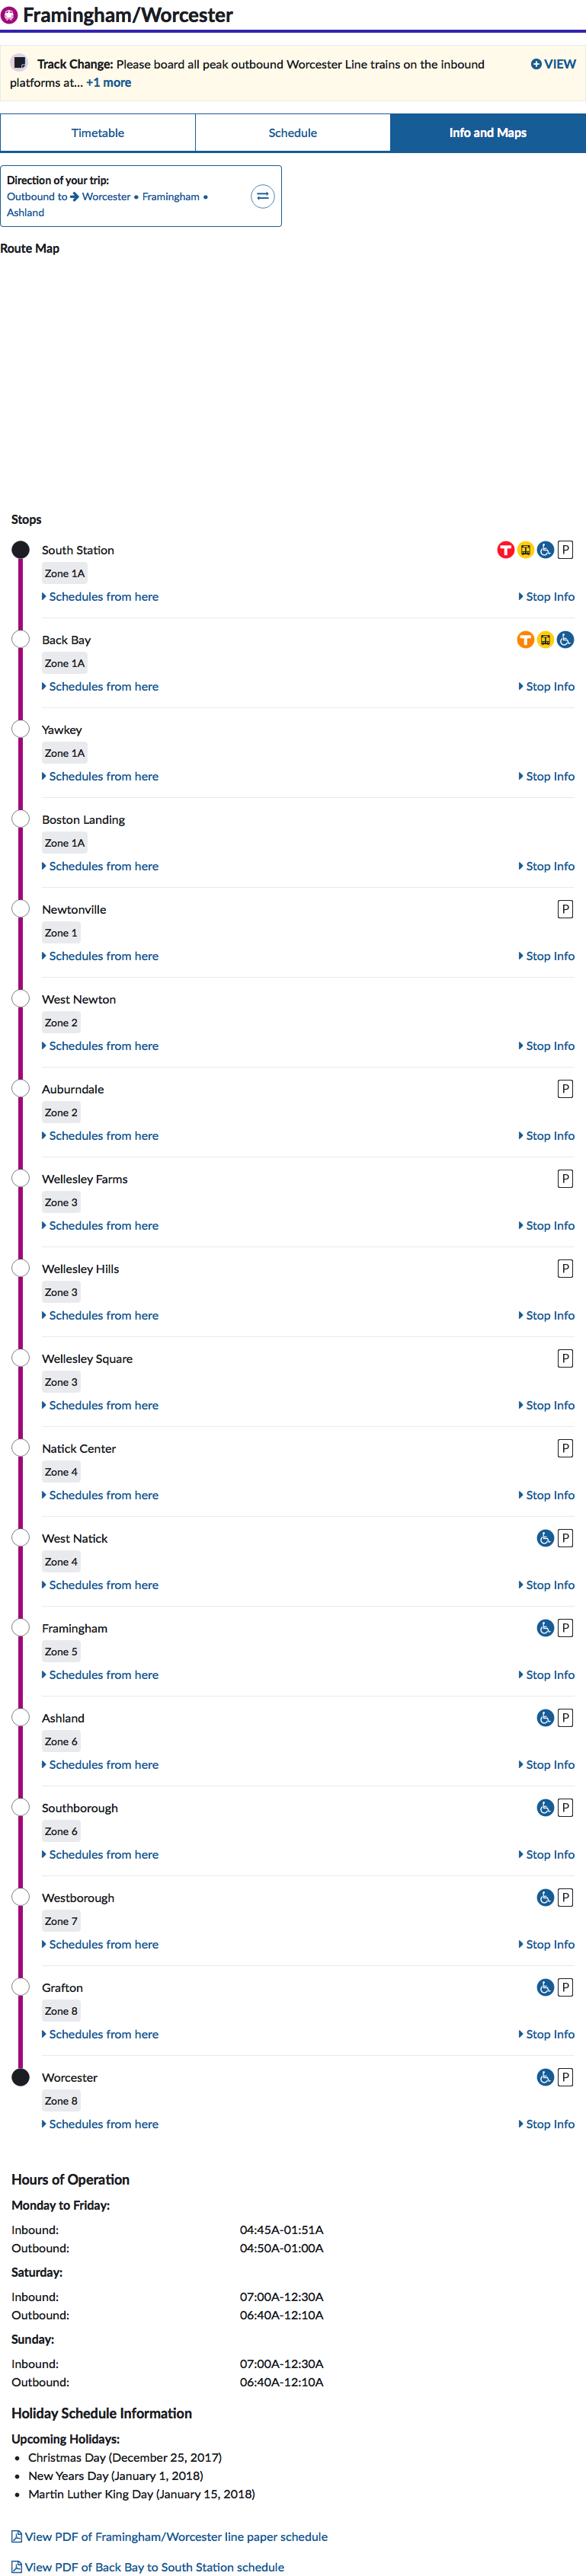 Framingham/Worcester
Track Change: Please board all peak outbound Worcester Line trains on the inbound
platforms at... +1 more
VIEW
Timetable
Schedule
Info and Maps
Direction of your trip:
Outbound to Worcester • Framingham •
Ashland
Route Map
Stops
South Station
T P
Zone 1A
Schedules from here
Stop Info
Back Bay
T
Zone 1A
Schedules from here
Stop Info
Yawkey
Zone 1A
Schedules from here
Stop Info
Boston Landing
Zone 1A
Schedules from here
Stop Info
Newtonville
P
Zone 1
Schedules from here
Stop Info
West Newton
Zone 2
Schedules from here
Stop Info
Auburndale
P
Zone 2
Schedules from here
Stop Info
Wellesley Farms
P
Zone 3
Schedules from here
Stop Info
Wellesley Hills
P
Zone 3
Schedules from here
Stop Info
Wellesley Square
P
Zone 3
Schedules from here
Stop Info
Natick Center
P
Zone 4
Schedules from here
Stop Info
West Natick
P
Zone 4
Schedules from here
Stop Info
Framingham
P
Zone 5
Schedules from here
Stop Info
Ashland
P
Zone 6
Schedules from here
Stop Info
Southborough
P
Zone 6
Schedules from here
Stop Info
Westborough
P
Zone 7
Schedules from here
Stop Info
Grafton
P
Zone 8
Schedules from here
Stop Info
Worcester
P
Zone 8
Schedules from here
Stop Info
Hours of Operation
Monday to Friday:
Inbound: 04:45A-01:51A
Outbound: 04:50A-01:00A
Saturday:
Inbound: 07:00A-12:30A
Outbound: 06:40A-12:10A
Sunday:
Inbound: 07:00A-12:30A
Outbound: 06:40A-12:10A
Holiday Schedule Information
Upcoming Holidays:
• Christmas Day (December 25, 2017)
• New Years Day (January 1, 2018)
• Martin Luther King Day (January 15, 2018)
View PDF of Framingham/Worcester line paper schedule
View PDF of Back Bay to South Station schedule